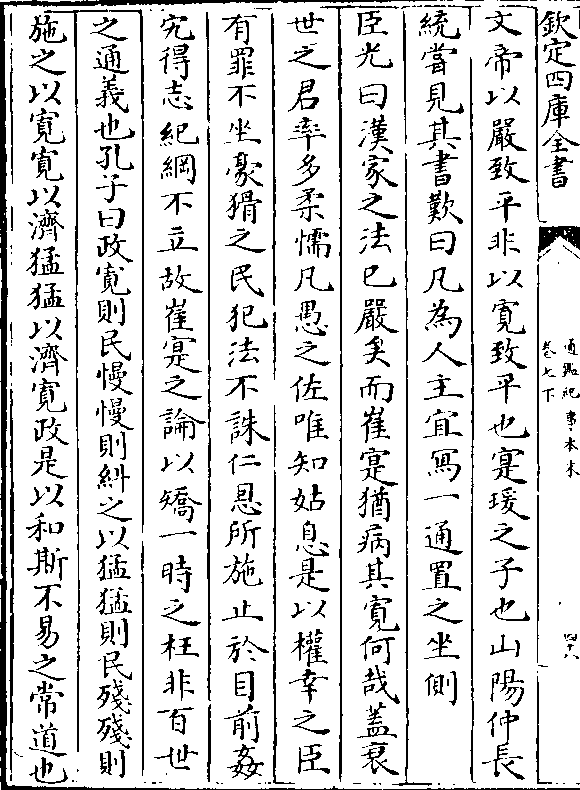 欽定四庫全書
通鑑紀事本末
卷七下
四十八
文帝以嚴致平非以寛致平也寔瑗之子也山陽仲長
統嘗見其書歎曰凡為人主宜寫一通置之坐側
臣光曰漢家之法已嚴矣而崔寔猶病其寛何哉蓋衰
世之君率多柔懦凡愚之佐唯知姑息是以權幸之臣
有罪不坐豪猾之民犯法不誅仁恩所施止於目前姦
宄得志紀綱不立故崔寔之論以矯一時之枉非百世
之通義也孔子曰政寛則民慢慢則糾之以猛猛則民殘殘則
施之以寛寛以濟猛猛以濟寛政是以和斯不易之常道也